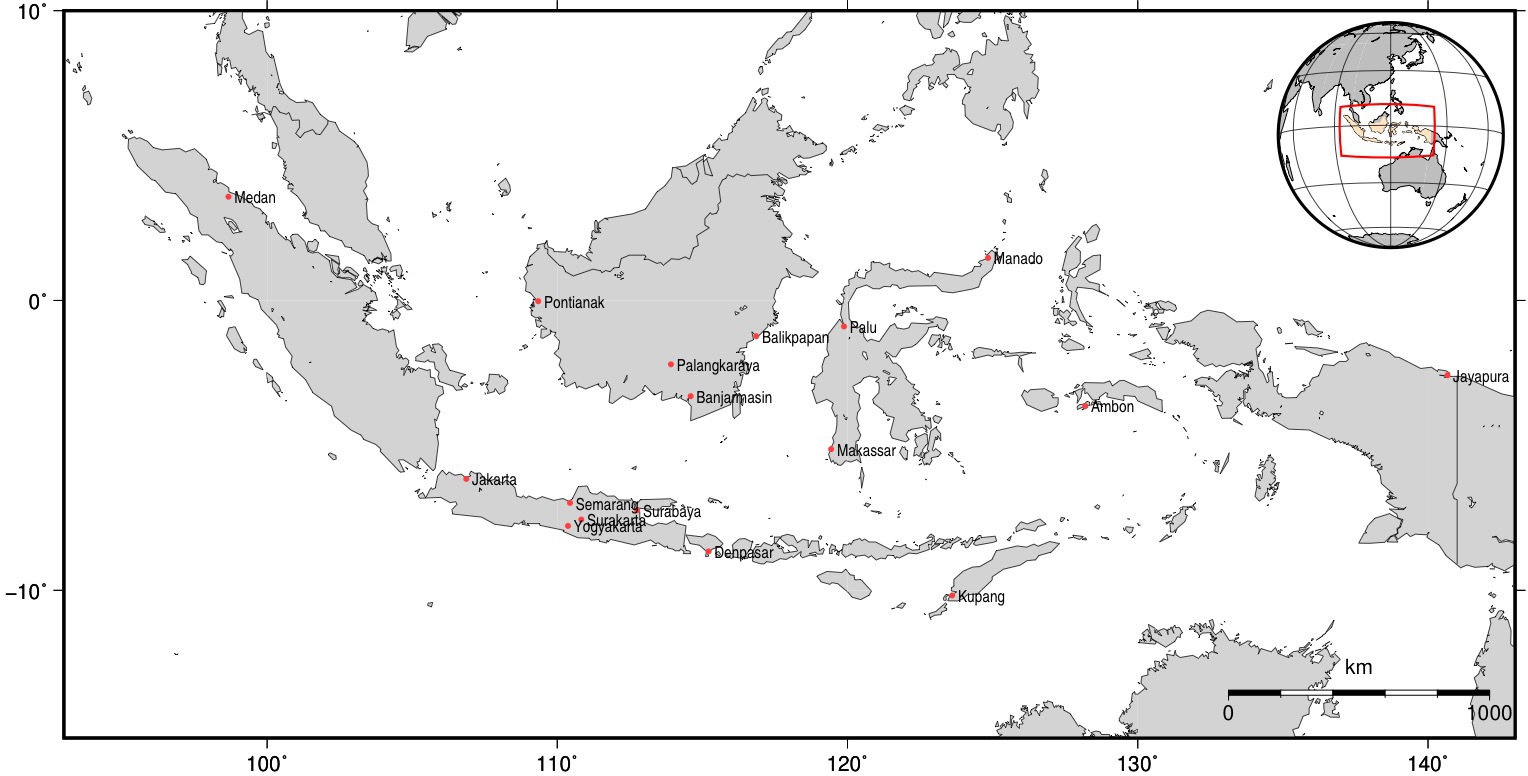 10°
Medan
Manado
0°
Pontianak
Palu
Balikpapan
Palangkaraya
Jayapura
Banjarmasin
Ambon
Makassar
Jakarta
Semarang
Surabaya
Surakarta
Yogyakarta
Denpasar
−10°
Kupang
km
0
1000
100°
110°
120°
130°
140°